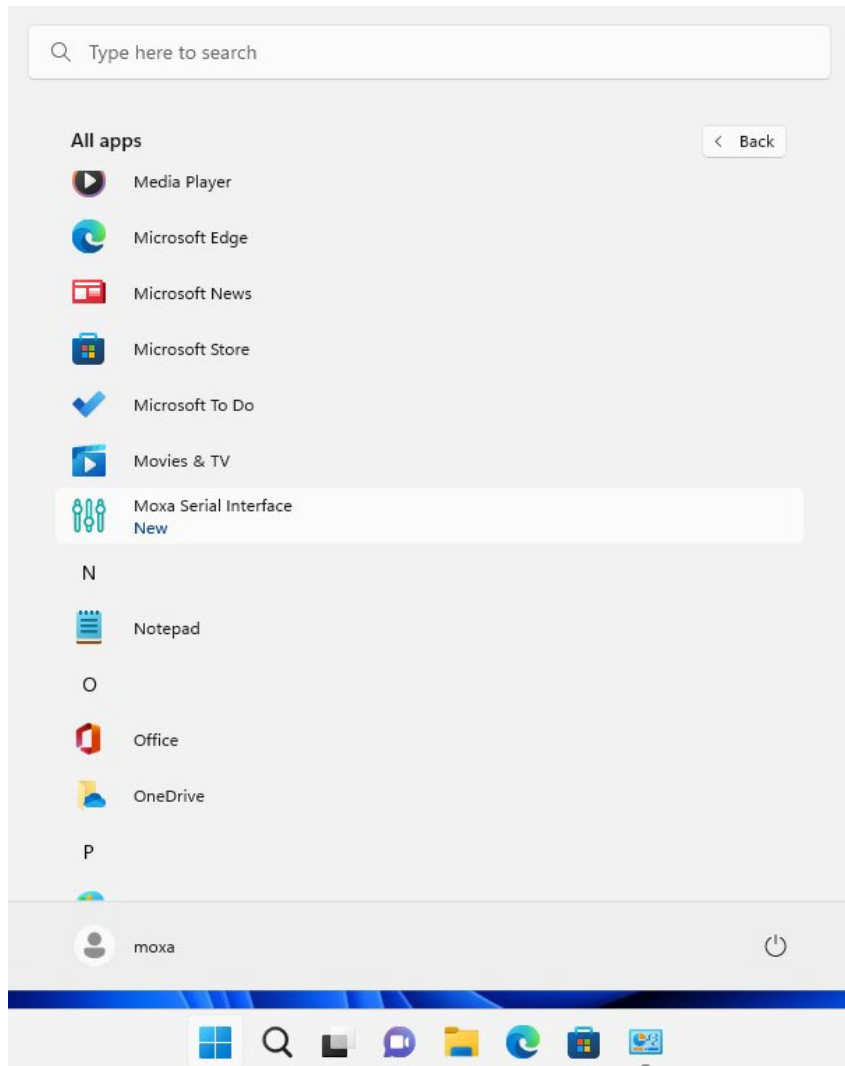 Type here to search
All apps
Back
Media Player
Microsoft Edge
Microsoft News
Microsoft Store
Microsoft To Do
Movies & TV
Moxa Serial Interface
New
N
Notepad
O
Office
OneDrive
P
moxa